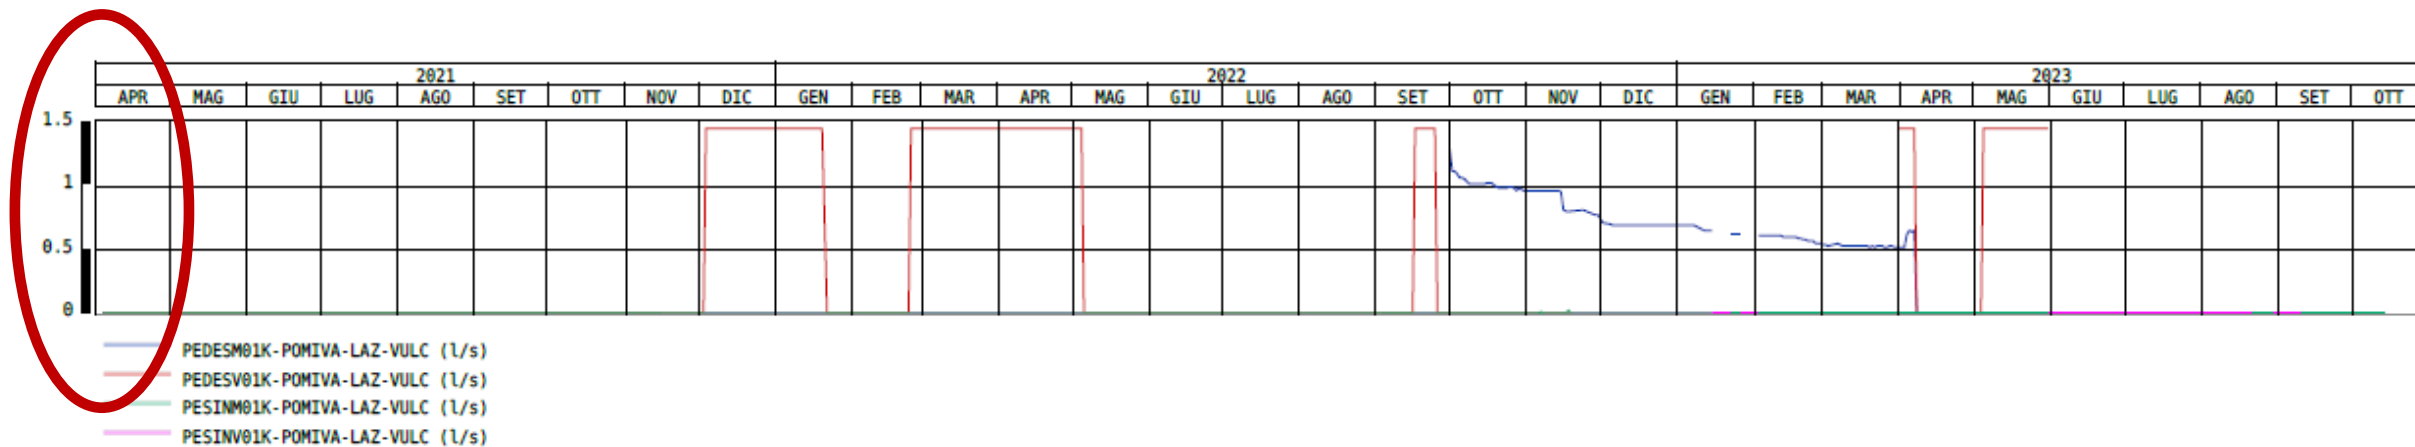 2021 2022 2023
APR MAG GIU LUG AGO SET OTT NOV DIC GEN FEB MAR APR MAG GIU LUG AGO SET OTT NOV DIC GEN FEB MAR APR MAG GIU LUG AGO SET OTT
1.5
1
0.5
0
PEDESM01K-POMIVA-LAZ-VULC (l/s)
PEDESV01K-POMIVA-LAZ-VULC (l/s)
PESINM01K-POMIVA-LAZ-VULC (l/s)
PESINV01K-POMIVA-LAZ-VULC (l/s)